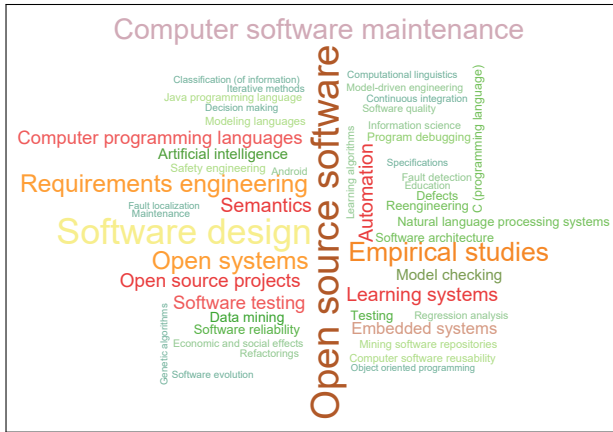 Computer software maintenance
Classification (of information)
Iterative methods
Java programming language
Decision making
Modeling languages
Computer programming languages
Artificial intelligence
Safety engineering
Android
Requirements engineering
Semantics
Fault localization
Maintenance
Software design
Open systems
Open source projects
Software testing
Data mining
Software reliability
Economic and social effects
Refactorings
Genetic algorithms
Software evolution
Open source software
Computational linguistics
Model-driven engineering
Continuous integration
Software quality
C (programming language)
Information science
Program debugging
Learning algorithms
Automation
Specifications
Fault detection
Education
Defects
Reengineering
Natural language processing systems
Software architecture
Empirical studies
Model checking
Learning systems
Testing
Regression analysis
Embedded systems
Mining software repositories
Computer software reusability
Object oriented programming